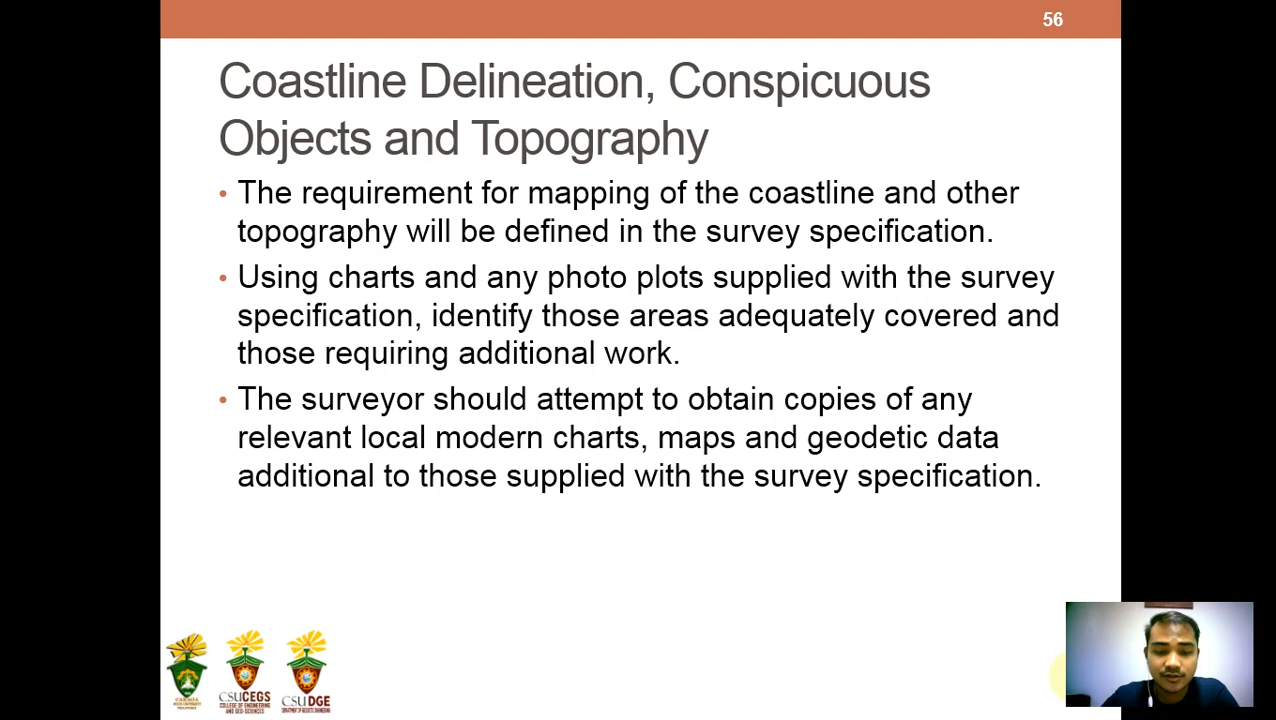 56
Coastline Delineation, Conspicuous
Objects and Topography
• The requirement for mapping of the coastline and other
topography will be defined in the survey specification.
• Using charts and any photo plots supplied with the survey
specification, identify those areas adequately covered and
those requiring additional work.
• The surveyor should attempt to obtain copies of any
relevant local modern charts, maps and geodetic data
additional to those supplied with the survey specification.
CSUCEGS
COLLEGE OF ENGINEERING
AND GEO-SCIENCES
CSUDGE
DEPARTMENT OF GEODETIC ENGINEERING